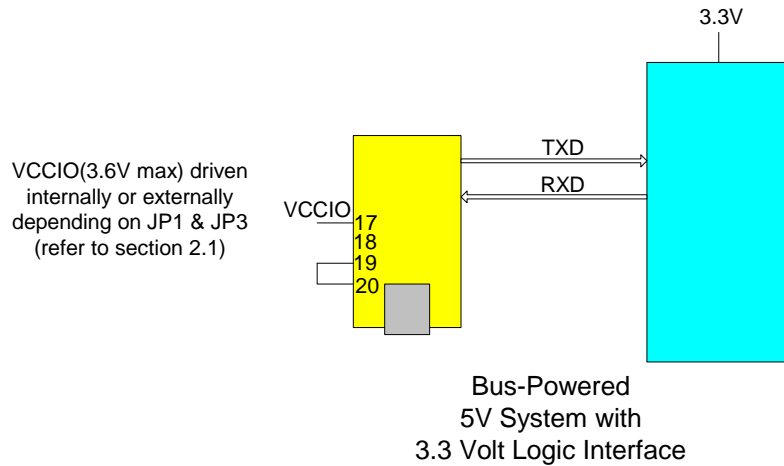 3.3V
VCCIO(3.6V max) driven
internally or externally
depending on JP1 & JP3
(refer to section 2.1)
TXD
RXD
VCCIO
17
18
19
20
Bus-Powered
5V System with
3.3 Volt Logic Interface